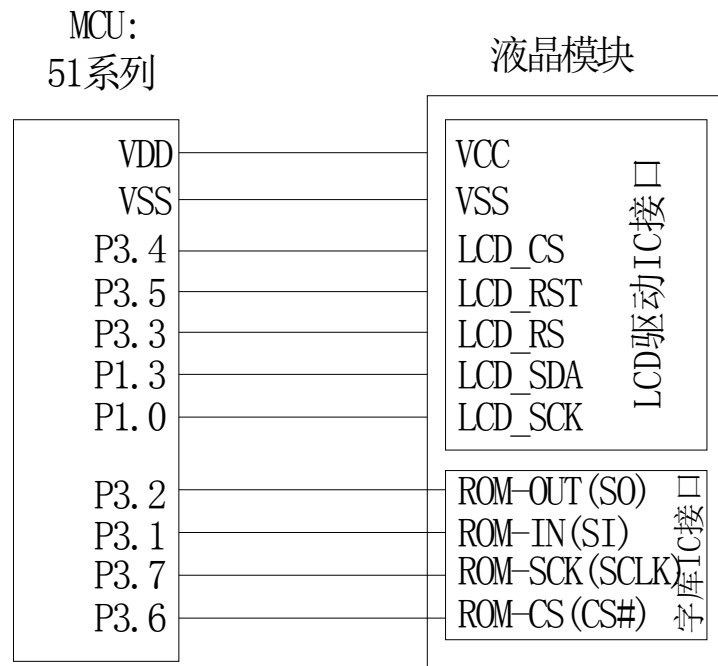 MCU:
51系列
液晶模块
VDD
VSS
P3.4
P3.5
P3.3
P1.3
P1.0
P3.2
P3.1
P3.7
P3.6
VCC
VSS
LCD_CS
LCD_RST
LCD_RS
LCD_SDA
LCD_SCK
LCD驱动IC接口
ROM-OUT(SO)
ROM-IN(SI)
ROM-SCK(SCLK)
ROM-CS(CS#)
字库IC接口